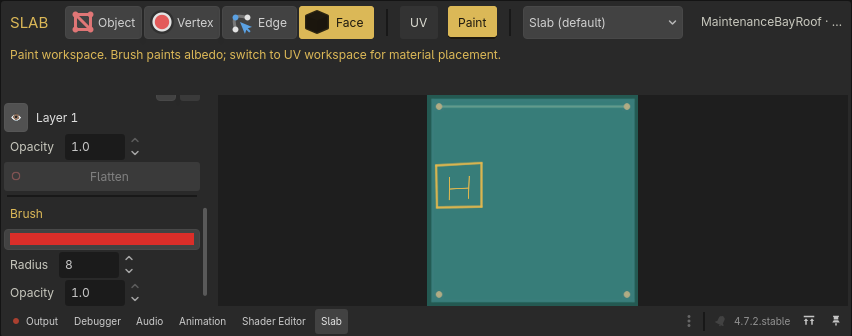 SLAB Object Vertex Edge Face UV Paint Slab (default) MaintenanceBayRoof · ...
Paint workspace. Brush paints albedo; switch to UV workspace for material placement.
Layer 1
Opacity 1.0
Flatten
H
Brush
Radius 8
Opacity 1.0
Output Debugger Audio Animation Shader Editor Slab 4.7.2.stable